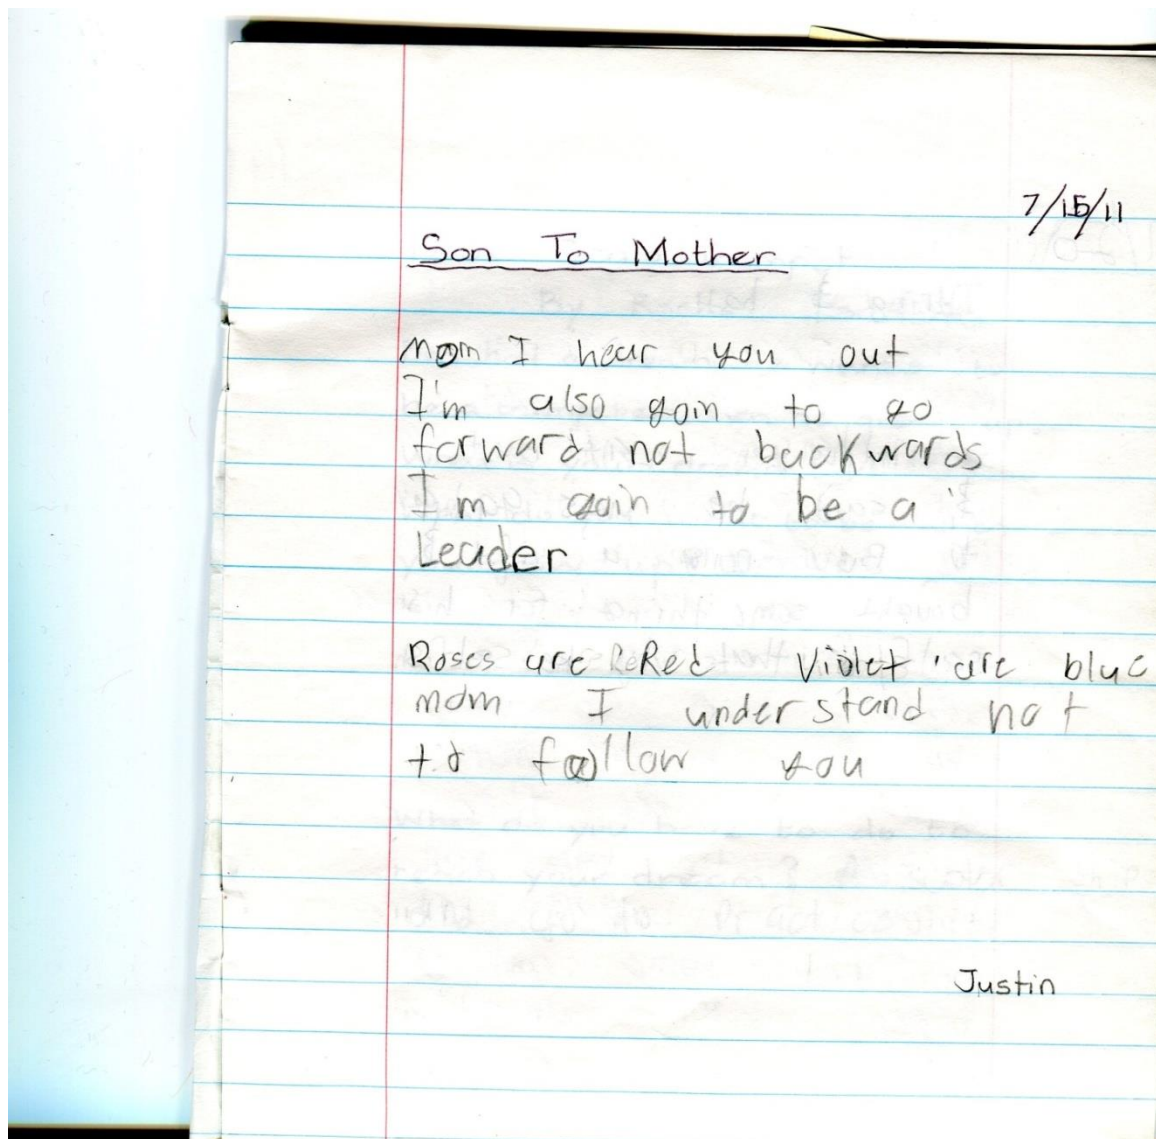 7/15/11
Son To Mother
Mom I hear you out
I'm also goin to go
forward not backwards
I'm goin to be a
Leader
Roses are ReRed Violet are blue
mom I understand not
to follow you
Justin